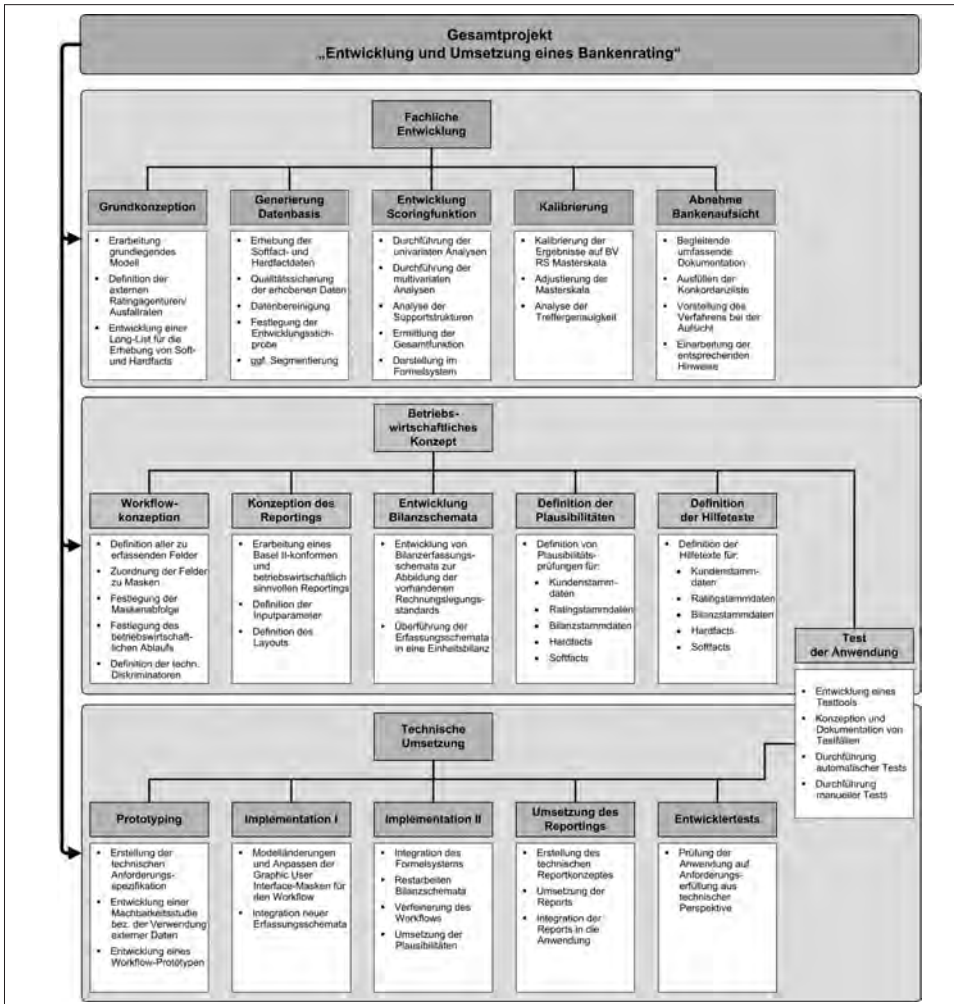 Gesamtprojekt
„Entwicklung und Umsetzung eines Bankenrating“
Fachliche
Entwicklung
Grundkonzeption
Erarbeitung
grundlegendes
Modell
Definition der
externen
Ratingagenturen/
Ausfallraten
Entwicklung einer
Long-List für die
Erhebung von Soft-
und Hardfacts
Generierung
Datenbasis
Erhebung der
Softfact- und
Hardfactdaten
Qualitätssicherung
der erhobenen Daten
Datenbereinigung
Festlegung der
Entwicklungsstich-
probe
ggf. Segmentierung
Entwicklung
Scoringfunktion
Durchführung der
univariaten Analysen
Durchführung der
multivariaten
Analysen
Analyse der
Supportstrukturen
Ermittlung der
Gesamtfunktion
Darstellung im
Formelsystem
Kalibrierung
Kalibrierung der
Ergebnisse auf BV
RS Masterskala
Adjustierung der
Masterskala
Analyse der
Treffergenauigkeit
Abnehme
Bankenaufsicht
Begleitende
umfassende
Dokumentation
Ausfüllen der
Konkordanzliste
Vorstellung des
Verfahrens bei der
Aufsicht
Einarbeitung der
entsprechenden
Hinweise
Betriebs-
wirtschaftliches
Konzept
Workflow-
konzeption
Definition aller zu
erfassenden Felder
Zuordnung der Felder
zu Masken
Festlegung der
Maskenabfolge
Festlegung des
betriebswirtschaft-
lichen Ablaufs
Definition der techn.
Diskriminatoren
Konzeption des
Reportings
Erarbeitung eines
Basel II-konformen
und
betriebswirtschaftlich
sinnvollen Reportings
Definition der
Inputparameter
Definition des
Layouts
Entwicklung
Bilanzschemata
Entwicklung von
Bilanzerfassungs-
schemata zur
Abbildung der
vorhandenen
Rechnungslegungs-
standards
Überführung der
Erfassungsschemata
in eine Einheitsbilanz
Definition der
Plausibilitäten
Definition von
Plausibilitäts-
prüfungen für:
Kundenstamm-
daten
Ratingstammdaten
Bilanzstammdaten
Hardfacts
Softfacts
Definition
der Hilfetexte
Definition der
Hilfetexte für:
Kundenstamm-
daten
Ratingstammdaten
Bilanzstammdaten
Hardfacts
Softfacts
Test
der Anwendung
Entwicklung eines
Testtools
Konzeption und
Dokumentation von
Testfällen
Durchführung
automatischer Tests
Durchführung
manueller Tests
Technische
Umsetzung
Prototyping
Erstellung der
technischen
Anforderungs-
spezifikation
Entwicklung einer
Machbarkeitsstudie
bez. der Verwendung
externer Daten
Entwicklung eines
Workflow-Prototypen
Implementation I
Modelländerungen
und Anpassen der
Graphic User
Interface-Masken für
den Workflow
Integration neuer
Erfassungsschemata
Implementation II
Integration des
Formelsystems
Restarbeiten
Bilanzschemata
Verfeinerung des
Workflows
Umsetzung der
Plausibilitäten
Umsetzung des
Reportings
Erstellung des
technischen
Reportkonzeptes
Umsetzung der
Reports
Integration der
Reports in die
Anwendung
Entwicklertests
Prüfung der
Anwendung auf
Anforderungs-
erfüllung aus
technischer
Perspektive